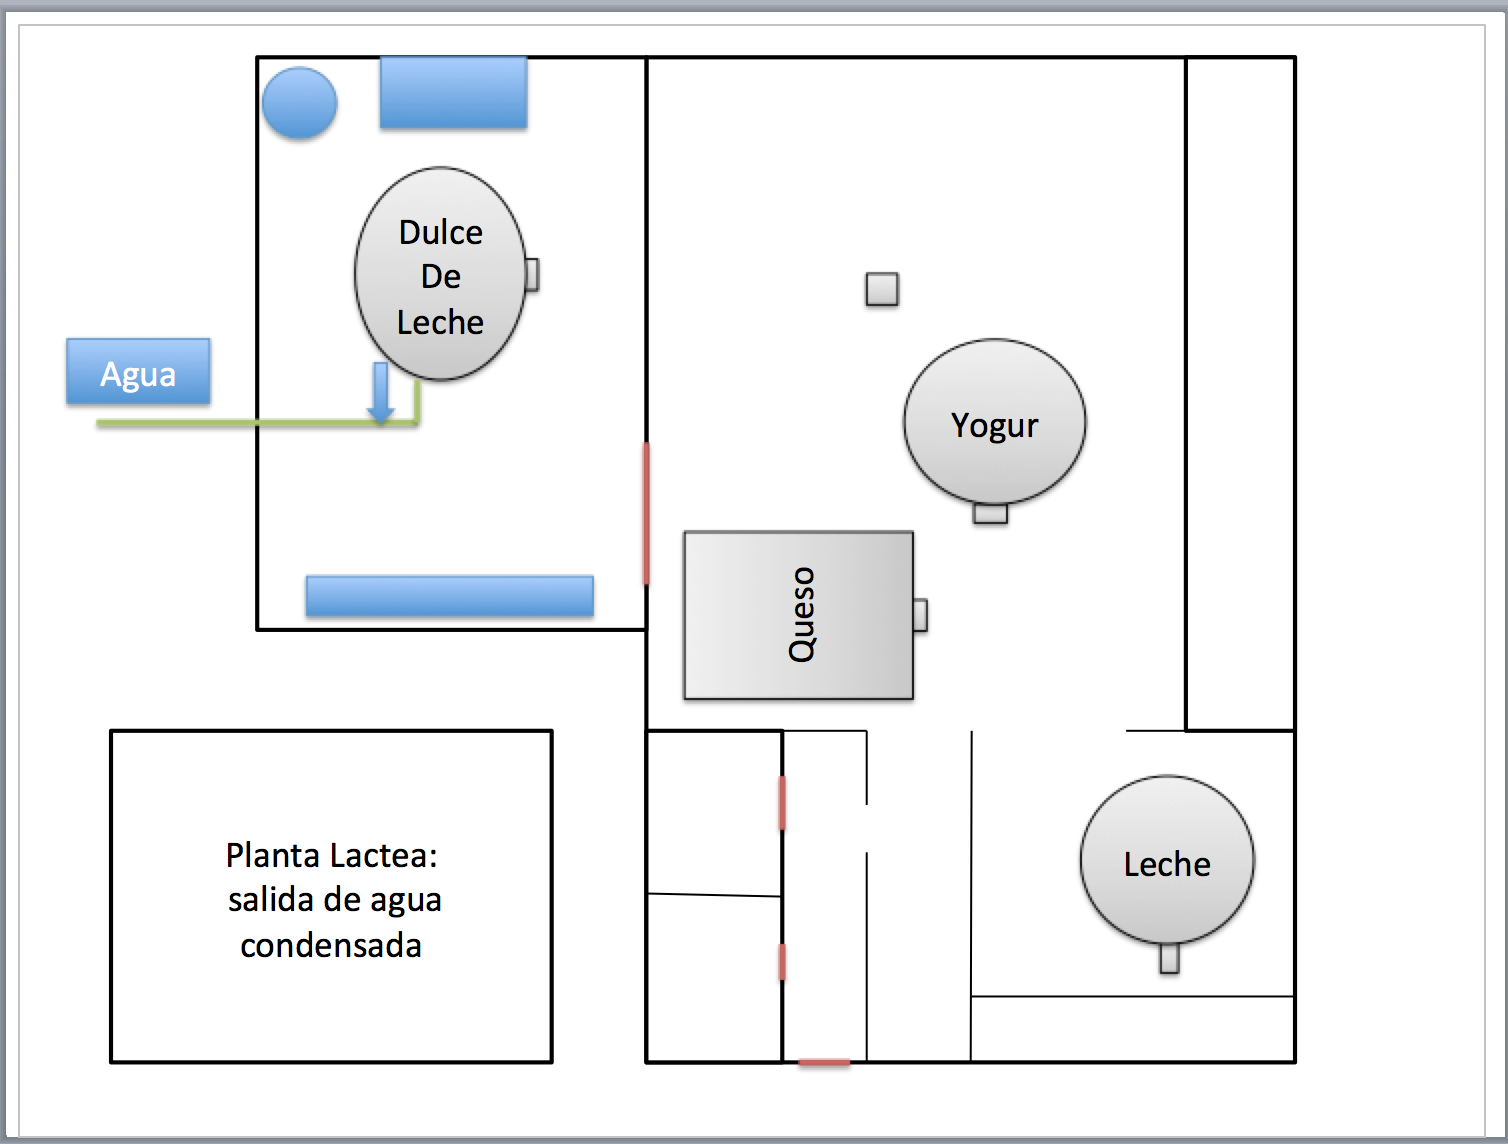 Dulce
De
Leche
Agua
Yogur
Queso
Planta Lactea:
salida de agua
condensada
Leche